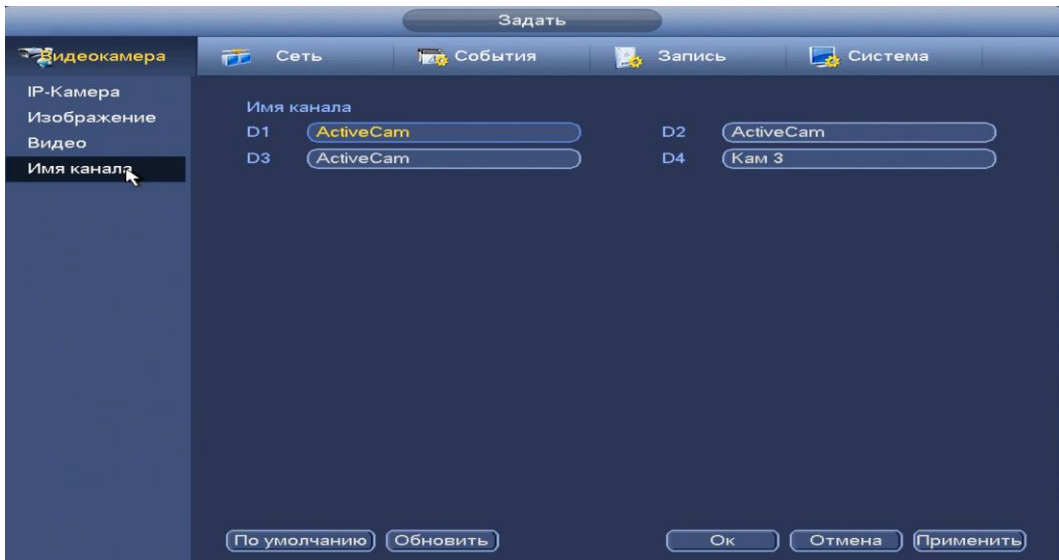 Задать
Видеокамера Сеть События Запись Система
IP-Камера
Изображение
Видео
Имя канала
Имя канала
D1 ActiveCam D2 ActiveCam
D3 ActiveCam D4 Кам 3
По умолчанию Обновить Ок Отмена Применить